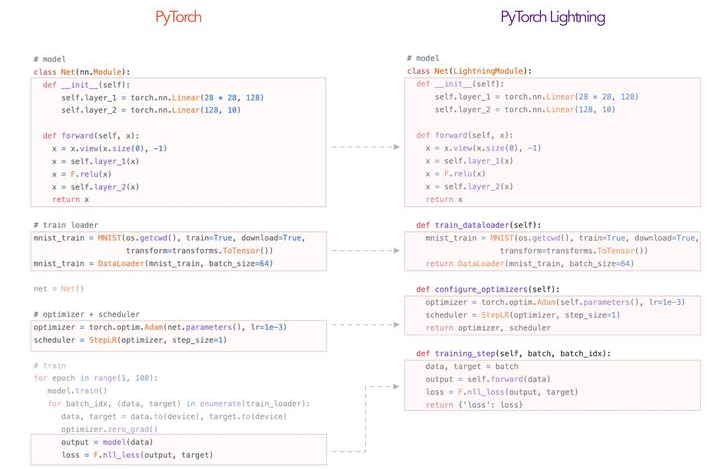 PyTorch
# model
class Net(nn.Module):
def __init__(self):
self.layer_1 = torch.nn.Linear(28 * 28, 128)
self.layer_2 = torch.nn.Linear(128, 10)
def forward(self, x):
x = x.view(x.size(0), -1)
x = self.layer_1(x)
x = F.relu(x)
x = self.layer_2(x)
return x
# train loader
mnist_train = MNIST(os.getcwd(), train=True, download=True,
transform=transforms.ToTensor())
mnist_train = DataLoader(mnist_train, batch_size=64)
net = Net()
# optimizer + scheduler
optimizer = torch.optim.Adam(net.parameters(), lr=1e-3)
scheduler = StepLR(optimizer, step_size=1)
# train
for epoch in range(1, 100):
model.train()
for batch_idx, (data, target) in enumerate(train_loader):
data, target = data.to(device), target.to(device)
optimizer.zero_grad()
output = model(data)
loss = F.nll_loss(output, target)
PyTorch Lightning
# model
class Net(LightningModule):
def __init__(self):
self.layer_1 = torch.nn.Linear(28 * 28, 128)
self.layer_2 = torch.nn.Linear(128, 10)
def forward(self, x):
x = x.view(x.size(0), -1)
x = self.layer_1(x)
x = F.relu(x)
x = self.layer_2(x)
return x
def train_dataloader(self):
mnist_train = MNIST(os.getcwd(), train=True, download=True,
transform=transforms.ToTensor())
return DataLoader(mnist_train, batch_size=64)
def configure_optimizers(self):
optimizer = torch.optim.Adam(self.parameters(), lr=1e-3)
scheduler = StepLR(optimizer, step_size=1)
return optimizer, scheduler
def training_step(self, batch, batch_idx):
data, target = batch
output = self.forward(data)
loss = F.nll_loss(output, target)
return {'loss': loss}